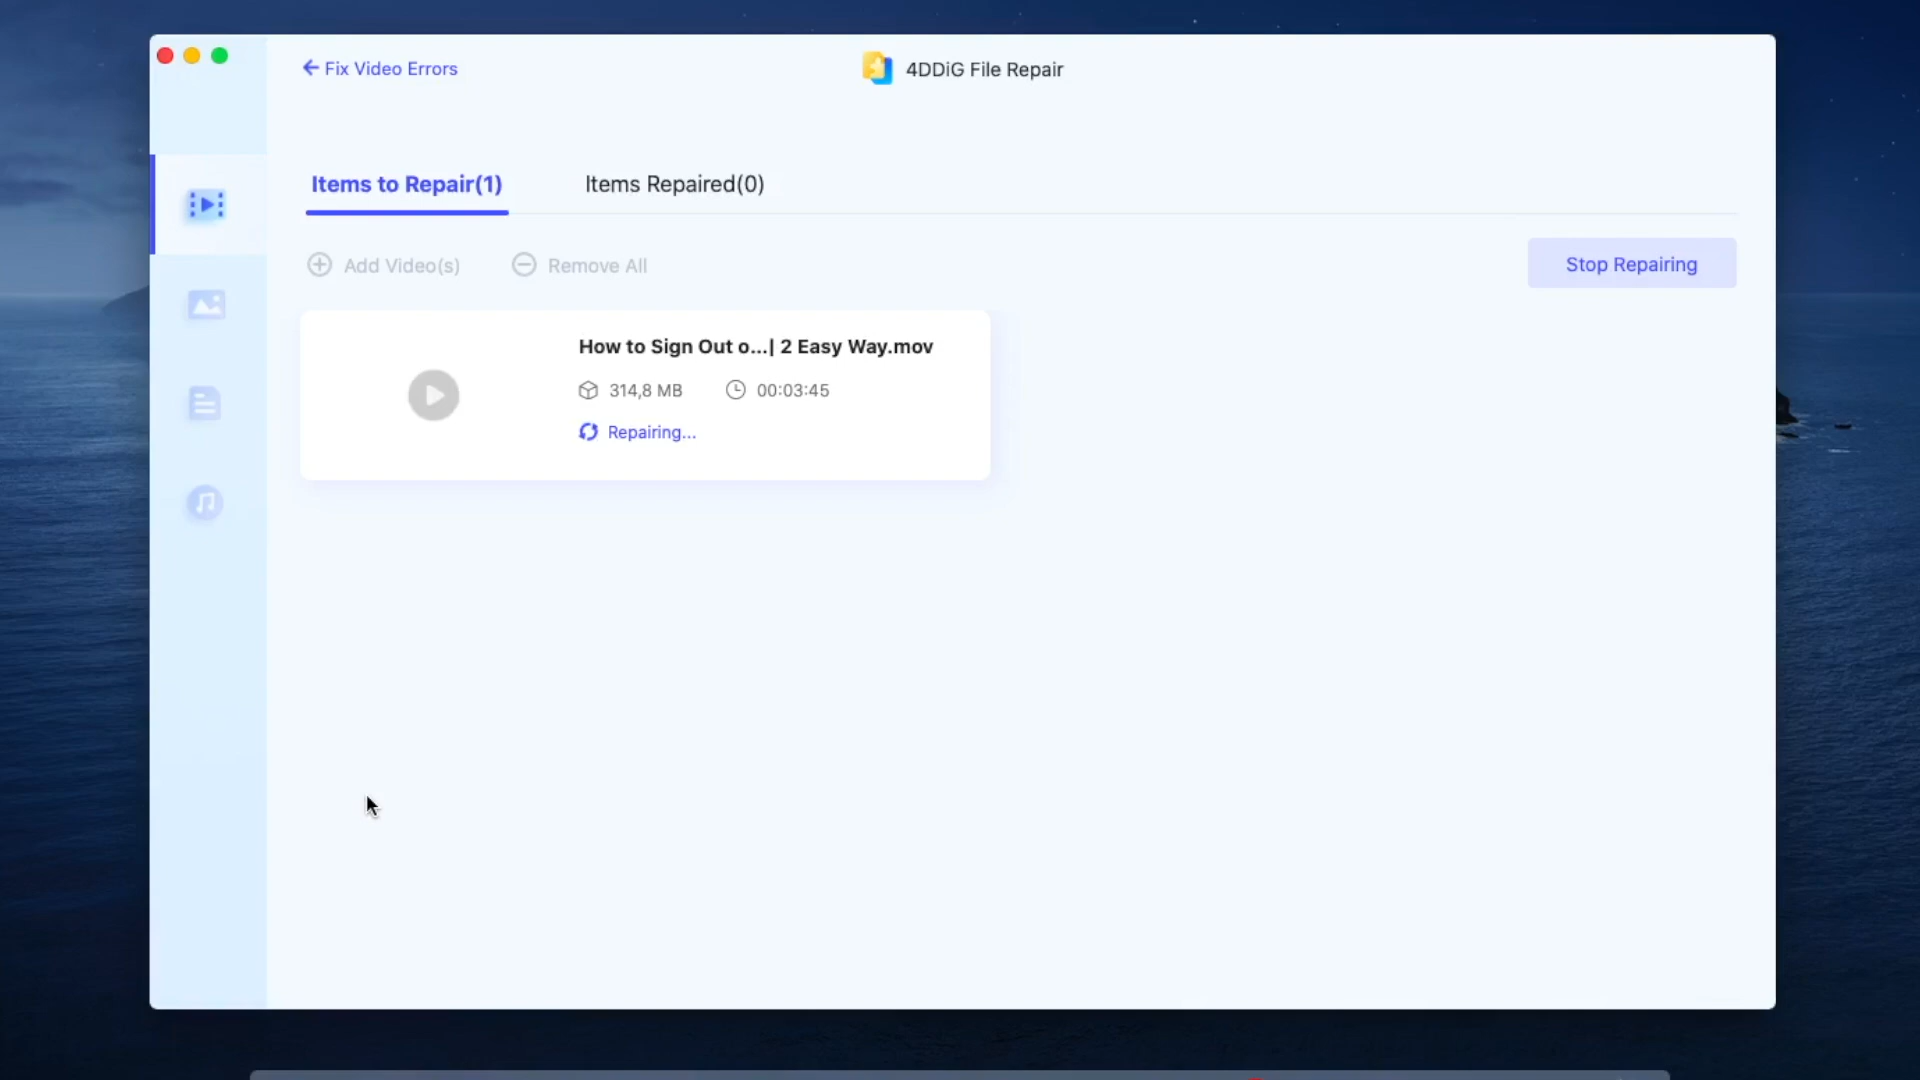 Fix Video Errors
4DDiG File Repair
Items to Repair(1)
Items Repaired(0)
Add Video(s)
Remove All
Stop Repairing
How to Sign Out o...| 2 Easy Way.mov
314,8 MB
00:03:45
Repairing...